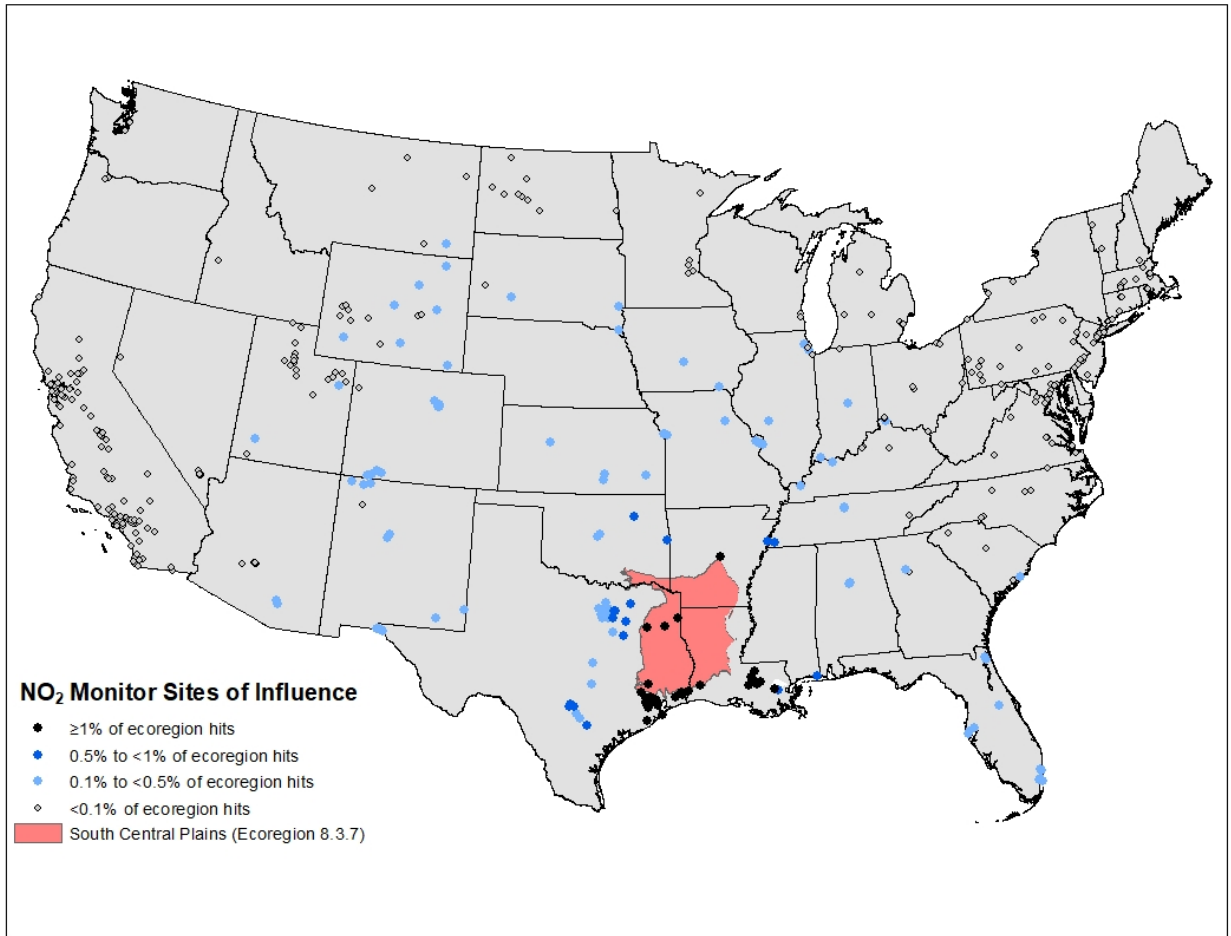 NO₂ Monitor Sites of Influence
≥1% of ecoregion hits
0.5% to <1% of ecoregion hits
0.1% to <0.5% of ecoregion hits
<0.1% of ecoregion hits
South Central Plains (Ecoregion 8.3.7)